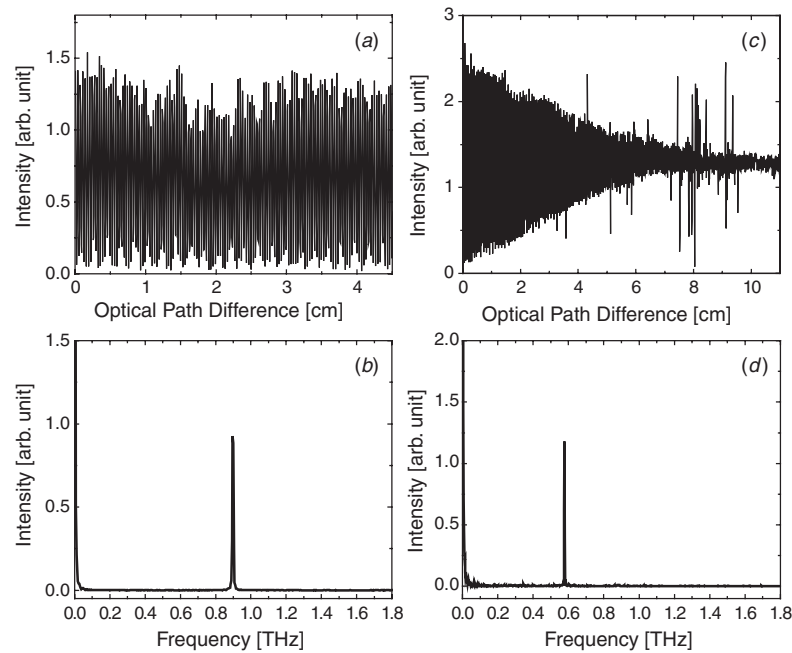 (a)
Intensity [arb. unit]
1.5
1.0
0.5
0.0
0 1 2 3 4
Optical Path Difference [cm]
(c)
Intensity [arb. unit]
3
2
1
0
0 2 4 6 8 10
Optical Path Difference [cm]
(b)
Intensity [arb. unit]
1.5
1.0
0.5
0.0
0.0 0.2 0.4 0.6 0.8 1.0 1.2 1.4 1.6 1.8
Frequency [THz]
(d)
Intensity [arb. unit]
2.0
1.5
1.0
0.5
0.0
0.0 0.2 0.4 0.6 0.8 1.0 1.2 1.4 1.6 1.8
Frequency [THz]